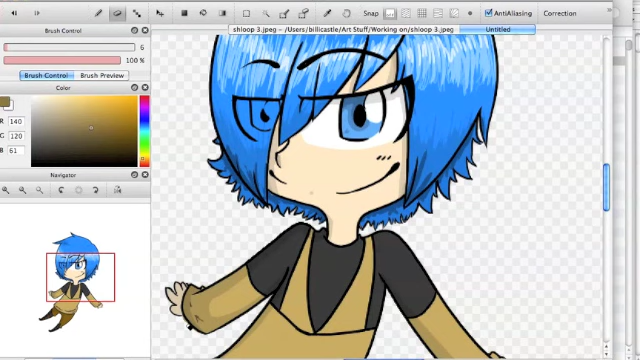 Snap
AntiAliasing
Correction
shloop 3.jpeg – /Users/billicastle/Art Stuff/Working on/shloop 3.jpeg
Untitled
Brush Control
6
100 %
Brush Control
Brush Preview
Color
R
140
G
120
B
61
Navigator